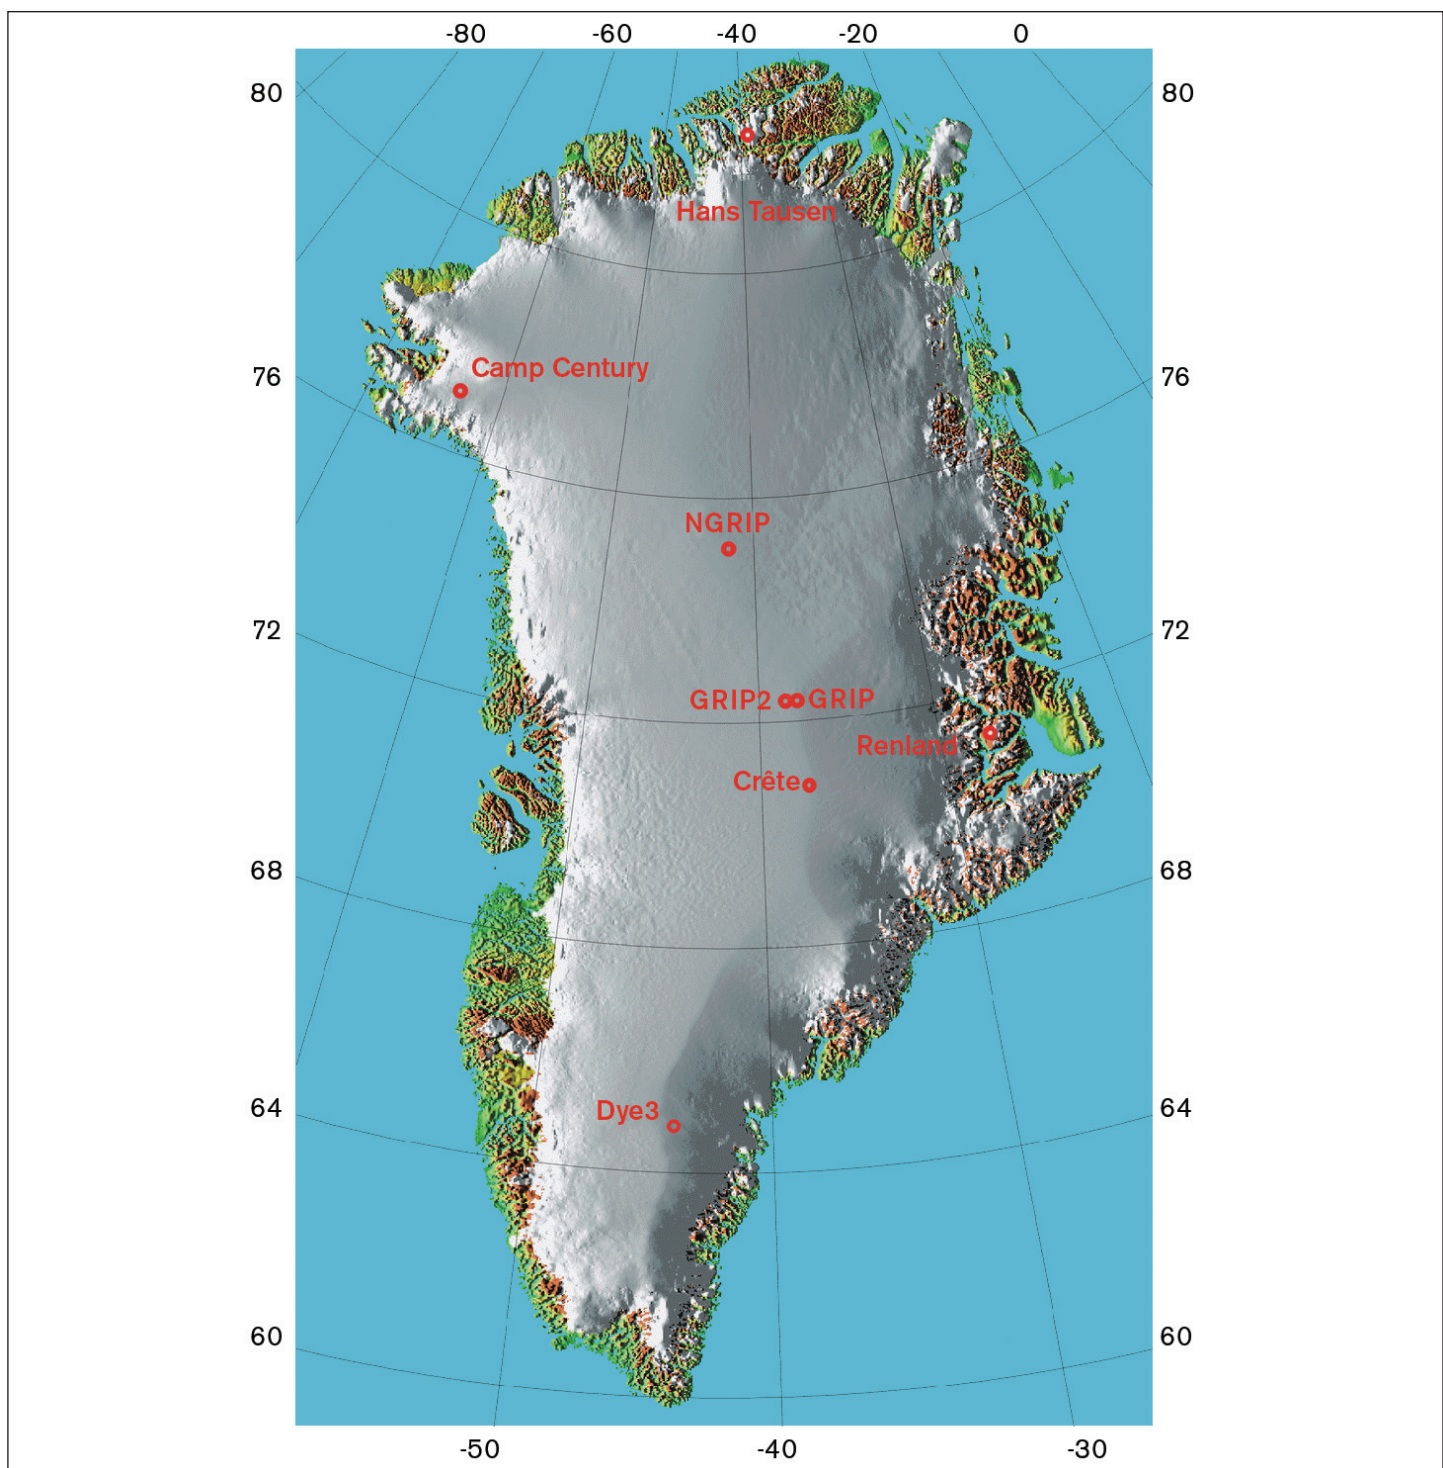 -80 -60 -40 -20 0
80 80
Hans Tausen
Camp Century
76 76
NGRIP
72 72
GRIP2 GRIP
Renland
Crête
68 68
Dye3
64 64
60 60
-50 -40 -30